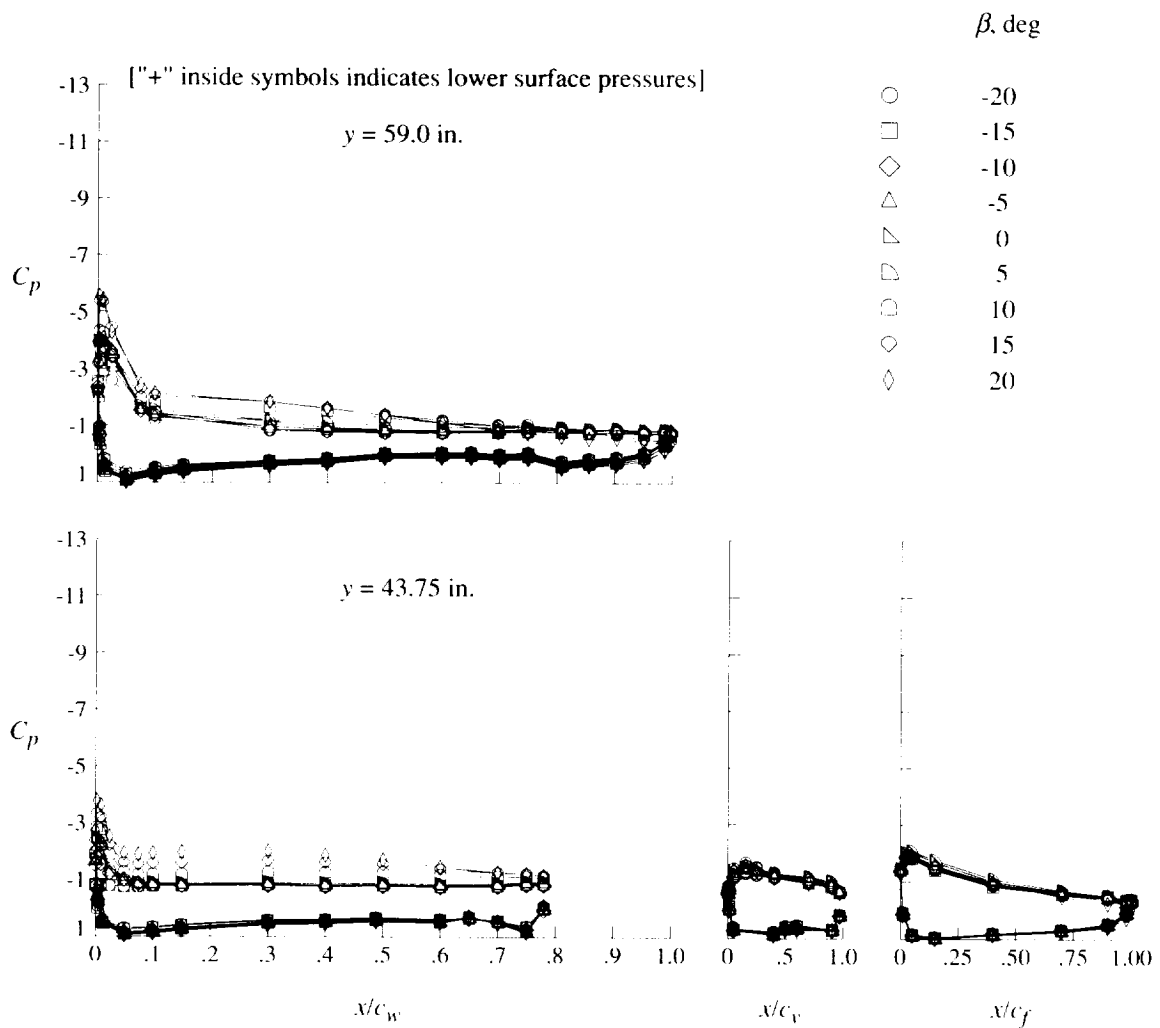 β, deg
["+" inside symbols indicates lower surface pressures]
y = 59.0 in.
-20
-15
-10
-5
0
5
10
15
20
-13
-11
-9
-7
-5
-3
-1
1
C_p
y = 43.75 in.
-13
-11
-9
-7
-5
-3
-1
1
C_p
0 .1 .2 .3 .4 .5 .6 .7 .8 .9 1.0
x/c_w
0 .5 1.0
x/c_v
0 .25 .50 .75 1.00
x/c_f